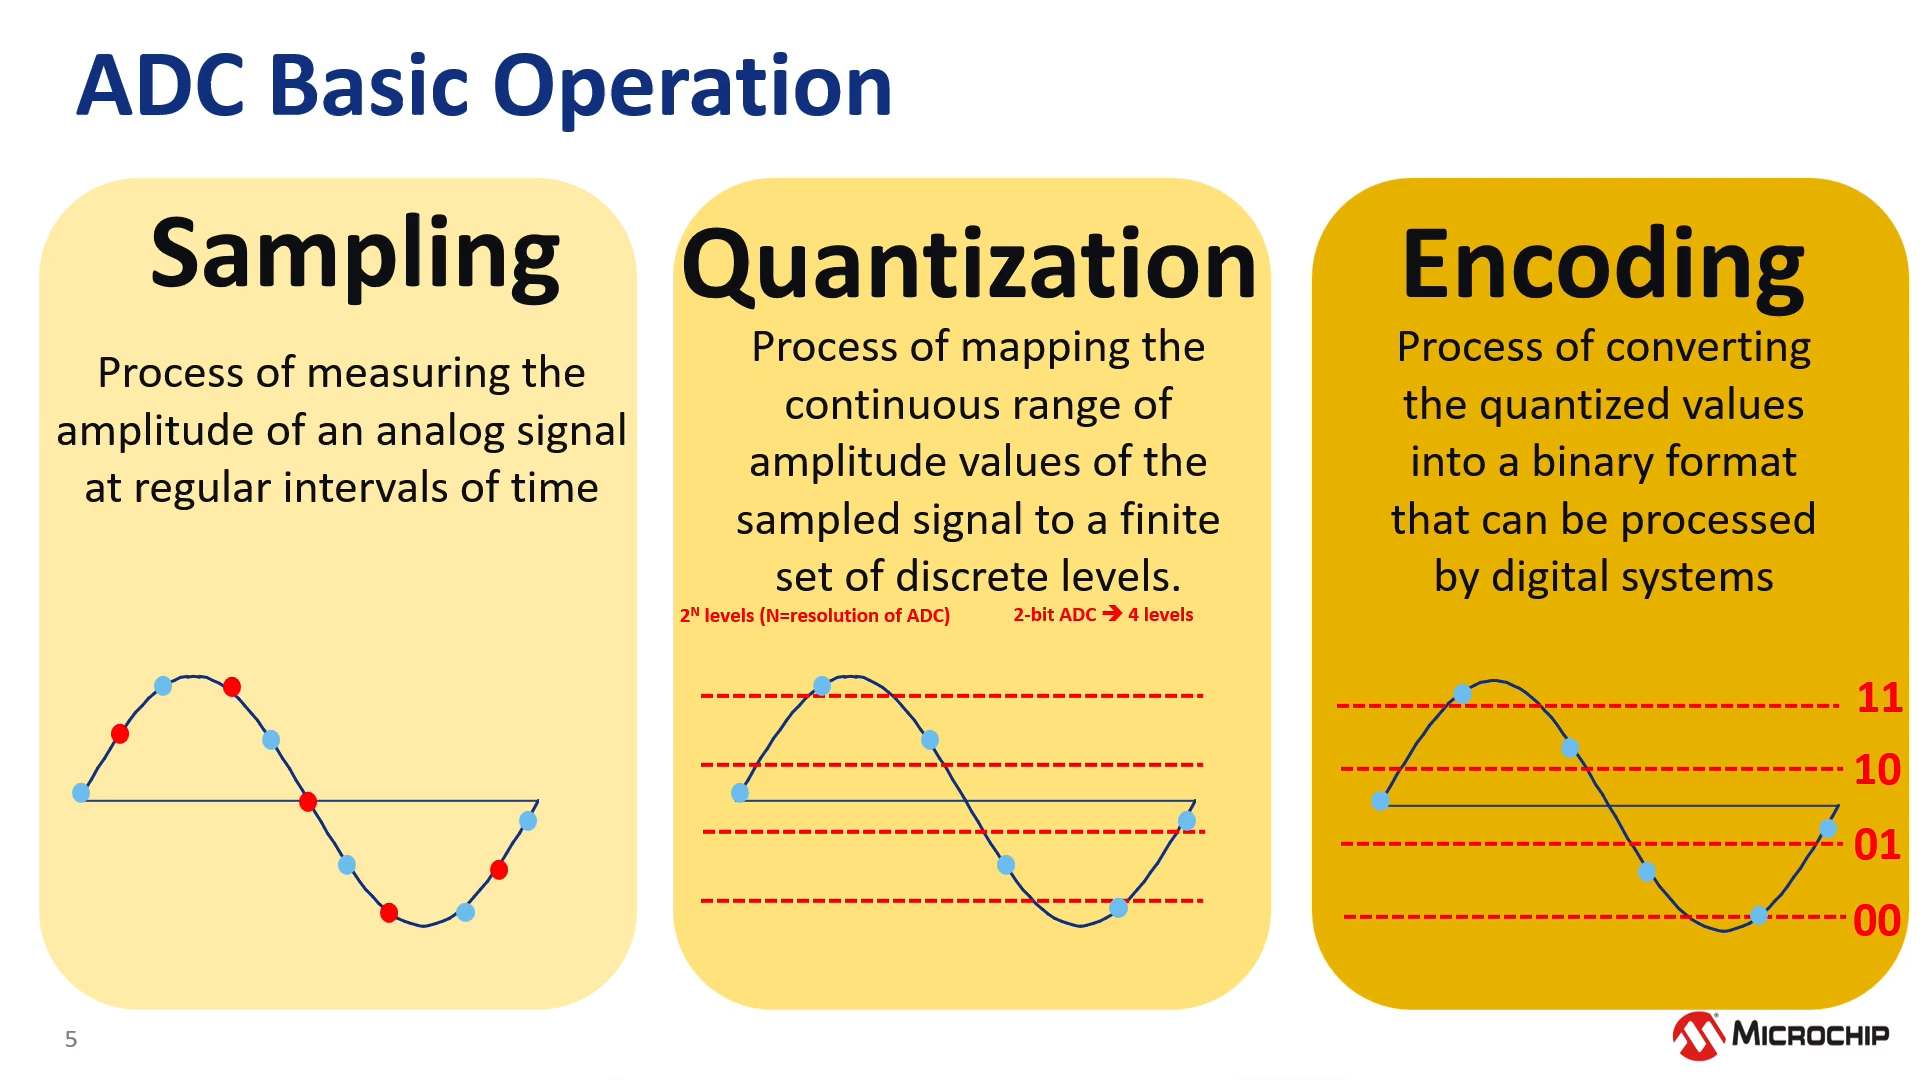 ADC Basic Operation
Sampling
Process of measuring the
amplitude of an analog signal
at regular intervals of time
Quantization
Process of mapping the
continuous range of
amplitude values of the
sampled signal to a finite
set of discrete levels.
2ᴺ levels (N=resolution of ADC)
2-bit ADC ➔ 4 levels
Encoding
Process of converting
the quantized values
into a binary format
that can be processed
by digital systems
11
10
01
00
5
MICROCHIP